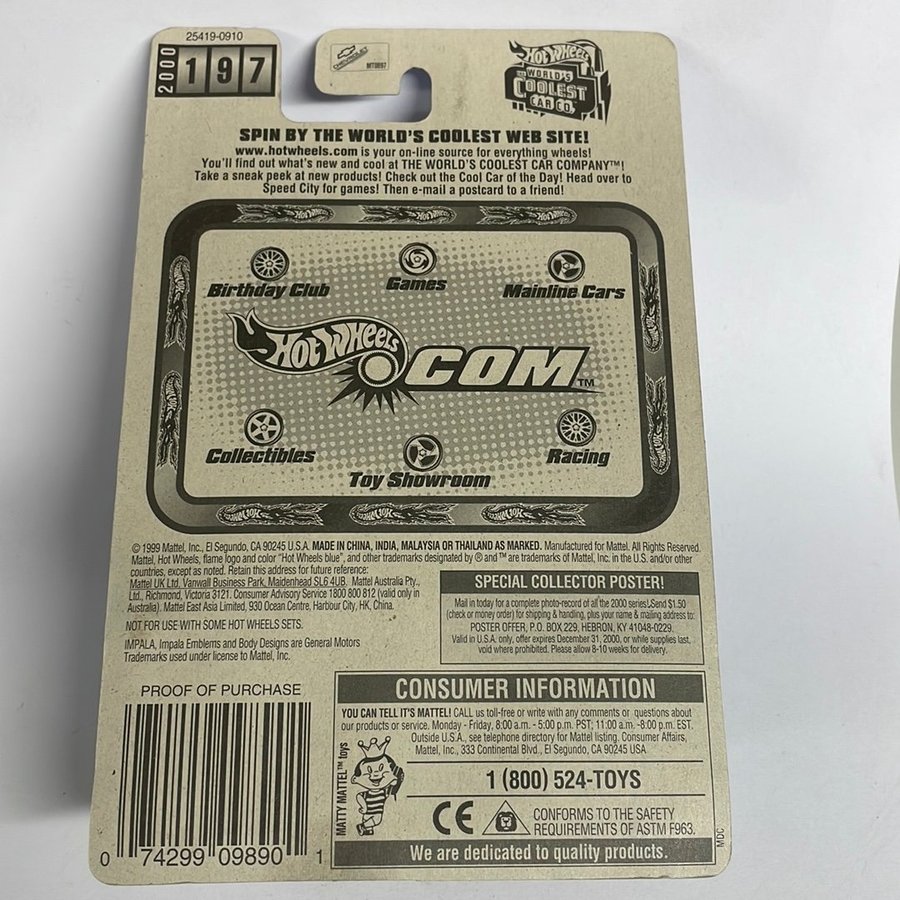 25419-0910
2000
197
CHEVROLET
MT0897
Hot Wheels
WORLD'S
COOLEST
CAR CO.
SPIN BY THE WORLD'S COOLEST WEB SITE!
www.hotwheels.com is your on-line source for everything wheels!
You'll find out what's new and cool at THE WORLD'S COOLEST CAR COMPANY™!
Take a sneak peek at new products! Check out the Cool Car of the Day! Head over to
Speed City for games! Then e-mail a postcard to a friend!
Birthday Club
Games
Mainline Cars
Hot Wheels .COM™
Collectibles
Toy Showroom
Racing
© 1999 Mattel, Inc., El Segundo, CA 90245 U.S.A. MADE IN CHINA, INDIA, MALAYSIA OR THAILAND AS MARKED. Manufactured for Mattel. All Rights Reserved.
Mattel, Hot Wheels, flame logo and color "Hot Wheels blue", and other trademarks designated by ® and ™ are trademarks of Mattel, Inc. in the U.S. and/or other
countries, except as noted. Retain this address for future reference:
Mattel UK Ltd, Vanwall Business Park, Maidenhead SL6 4UB. Mattel Australia Pty.,
Ltd., Richmond, Victoria 3121. Consumer Advisory Service 1800 800 812 (valid only in
Australia). Mattel East Asia Limited, 930 Ocean Centre, Harbour City, HK, China.
NOT FOR USE WITH SOME HOT WHEELS SETS.
IMPALA, Impala Emblems and Body Designs are General Motors
Trademarks used under license to Mattel, Inc.
SPECIAL COLLECTOR POSTER!
Mail in today for a complete photo-record of all the 2000 series! Send $1.50
(check or money order) for shipping & handling, plus your name & mailing address to:
POSTER OFFER, P.O. BOX 229, HEBRON, KY 41048-0229.
Valid in U.S.A. only, offer expires December 31, 2000, or while supplies last,
void where prohibited. Please allow 8-10 weeks for delivery.
PROOF OF PURCHASE
0 74299 09890 1
CONSUMER INFORMATION
YOU CAN TELL IT'S MATTEL! CALL us toll-free or write with any comments or questions about
our products or service. Monday - Friday, 8:00 a.m. - 5:00 p.m. PST; 11:00 a.m. -8:00 p.m. EST.
Outside U.S.A., see telephone directory for Mattel listing. Consumer Affairs,
Mattel, Inc., 333 Continental Blvd., El Segundo, CA 90245 USA
MATTY MATTEL™ toys
1 (800) 524-TOYS
CE
CONFORMS TO THE SAFETY
REQUIREMENTS OF ASTM F963.
We are dedicated to quality products.
MDC